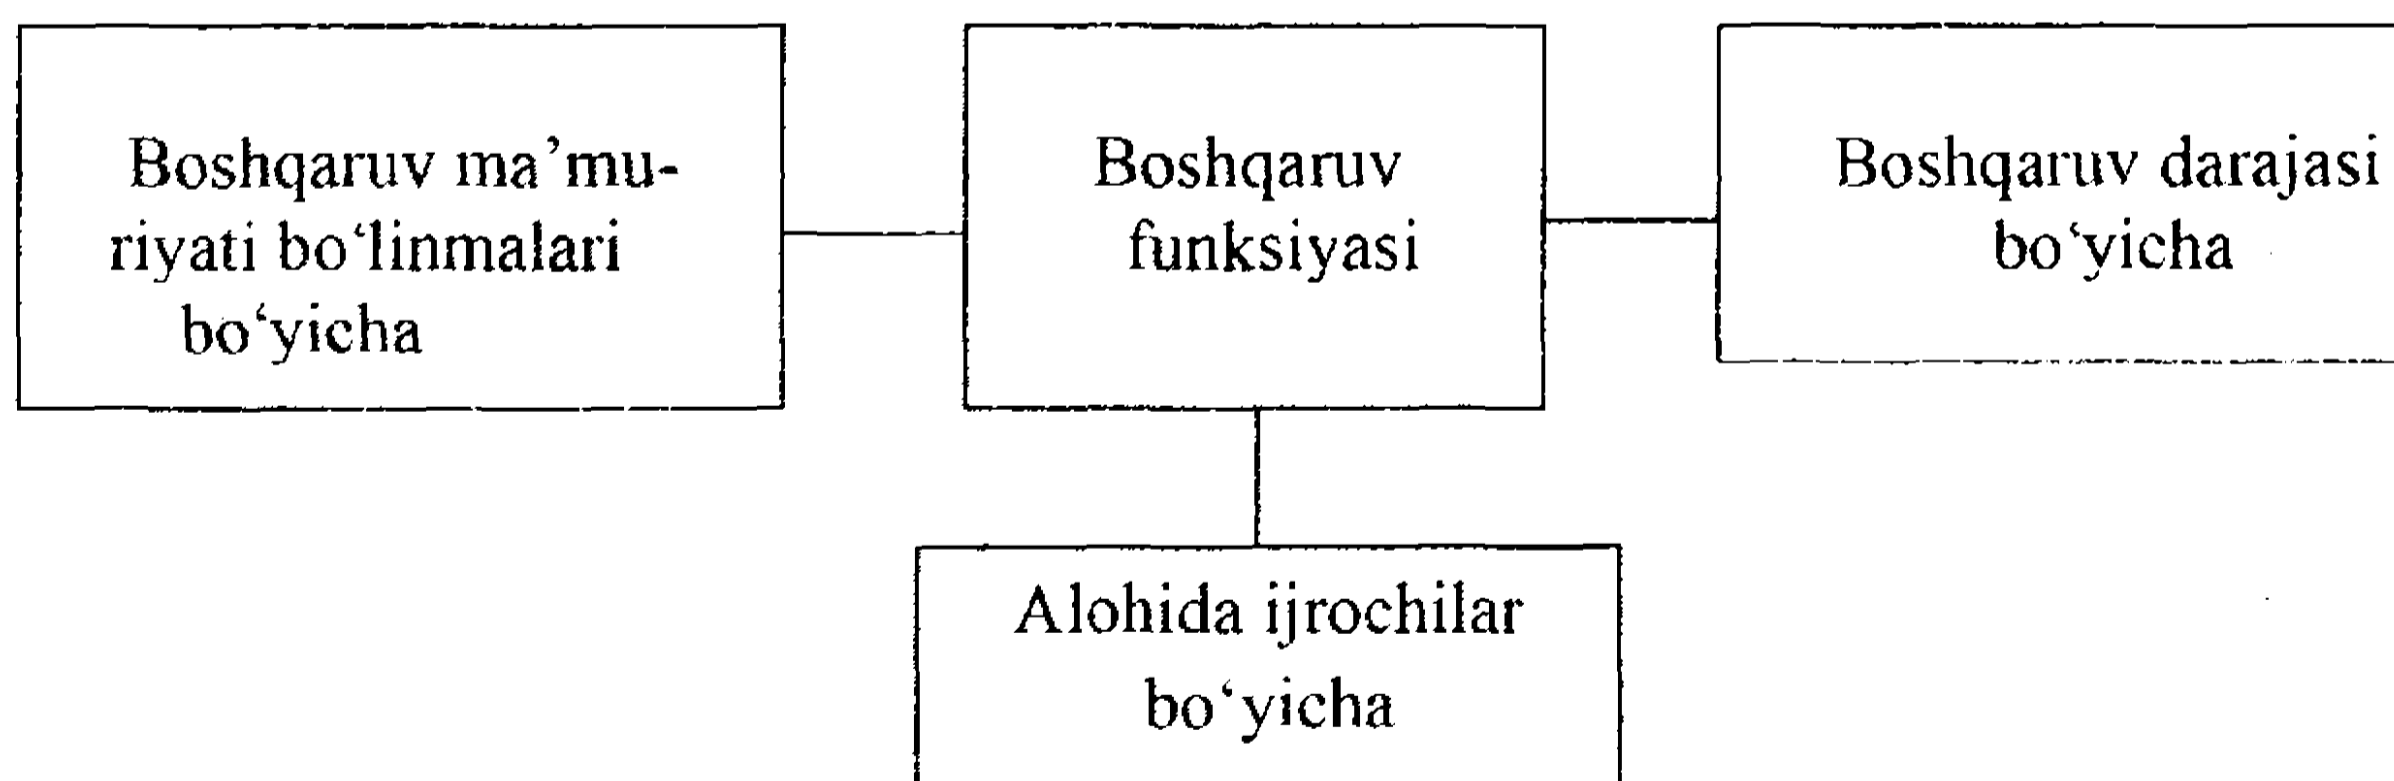 Boshqaruv ma’mu-
riyati bo‘linmalari
bo‘yicha
Boshqaruv
funksiyasi
Boshqaruv darajasi
bo‘yicha
Alohida ijrochilar
bo‘yicha